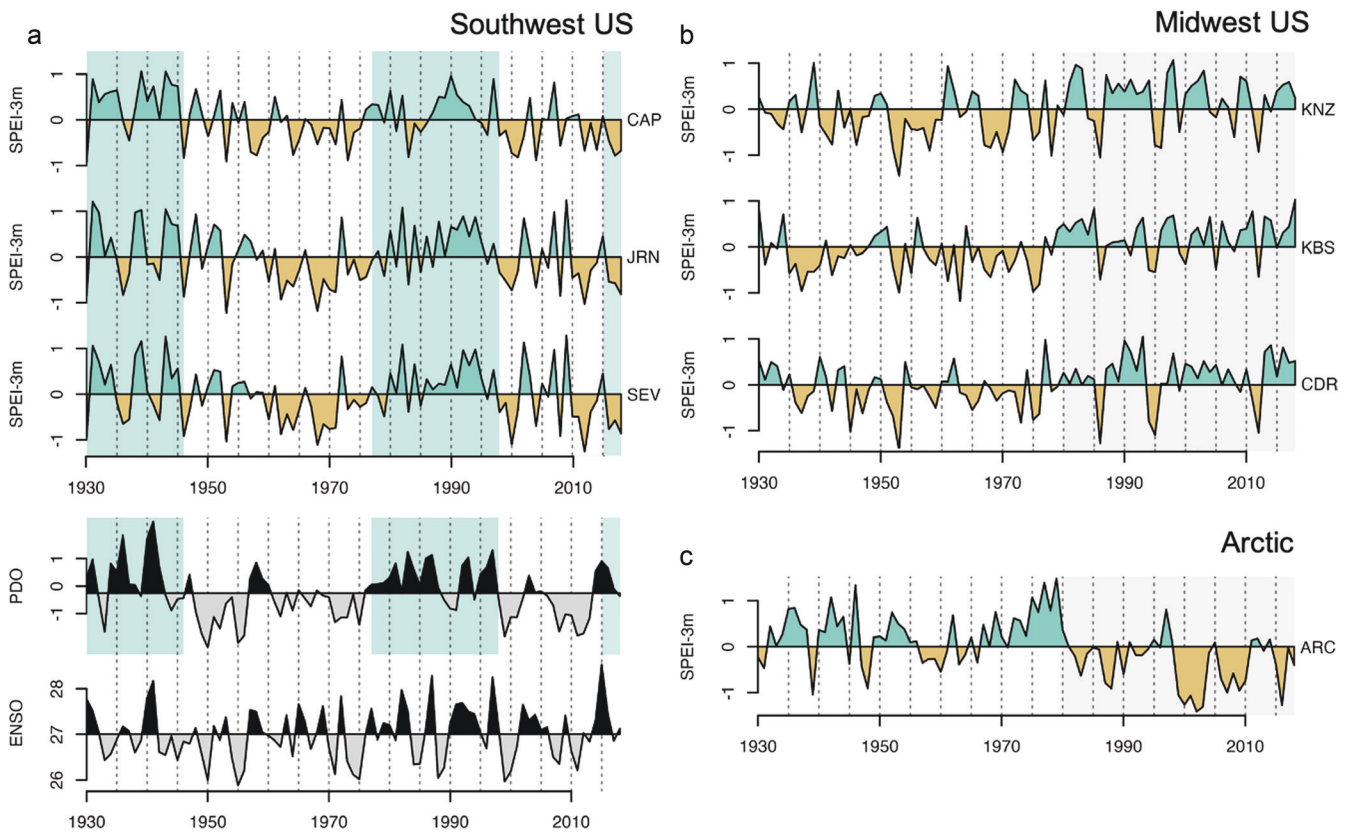 a
Southwest US
SPEI-3m
1
0
-1
CAP
SPEI-3m
1
0
-1
JRN
SPEI-3m
1
0
-1
SEV
1930 1950 1970 1990 2010
PDO
1
0
-1
ENSO
28
27
26
1930 1950 1970 1990 2010
b
Midwest US
SPEI-3m
1
0
-1
KNZ
SPEI-3m
1
0
-1
KBS
SPEI-3m
1
0
-1
CDR
1930 1950 1970 1990 2010
c
Arctic
SPEI-3m
1
0
-1
ARC
1930 1950 1970 1990 2010